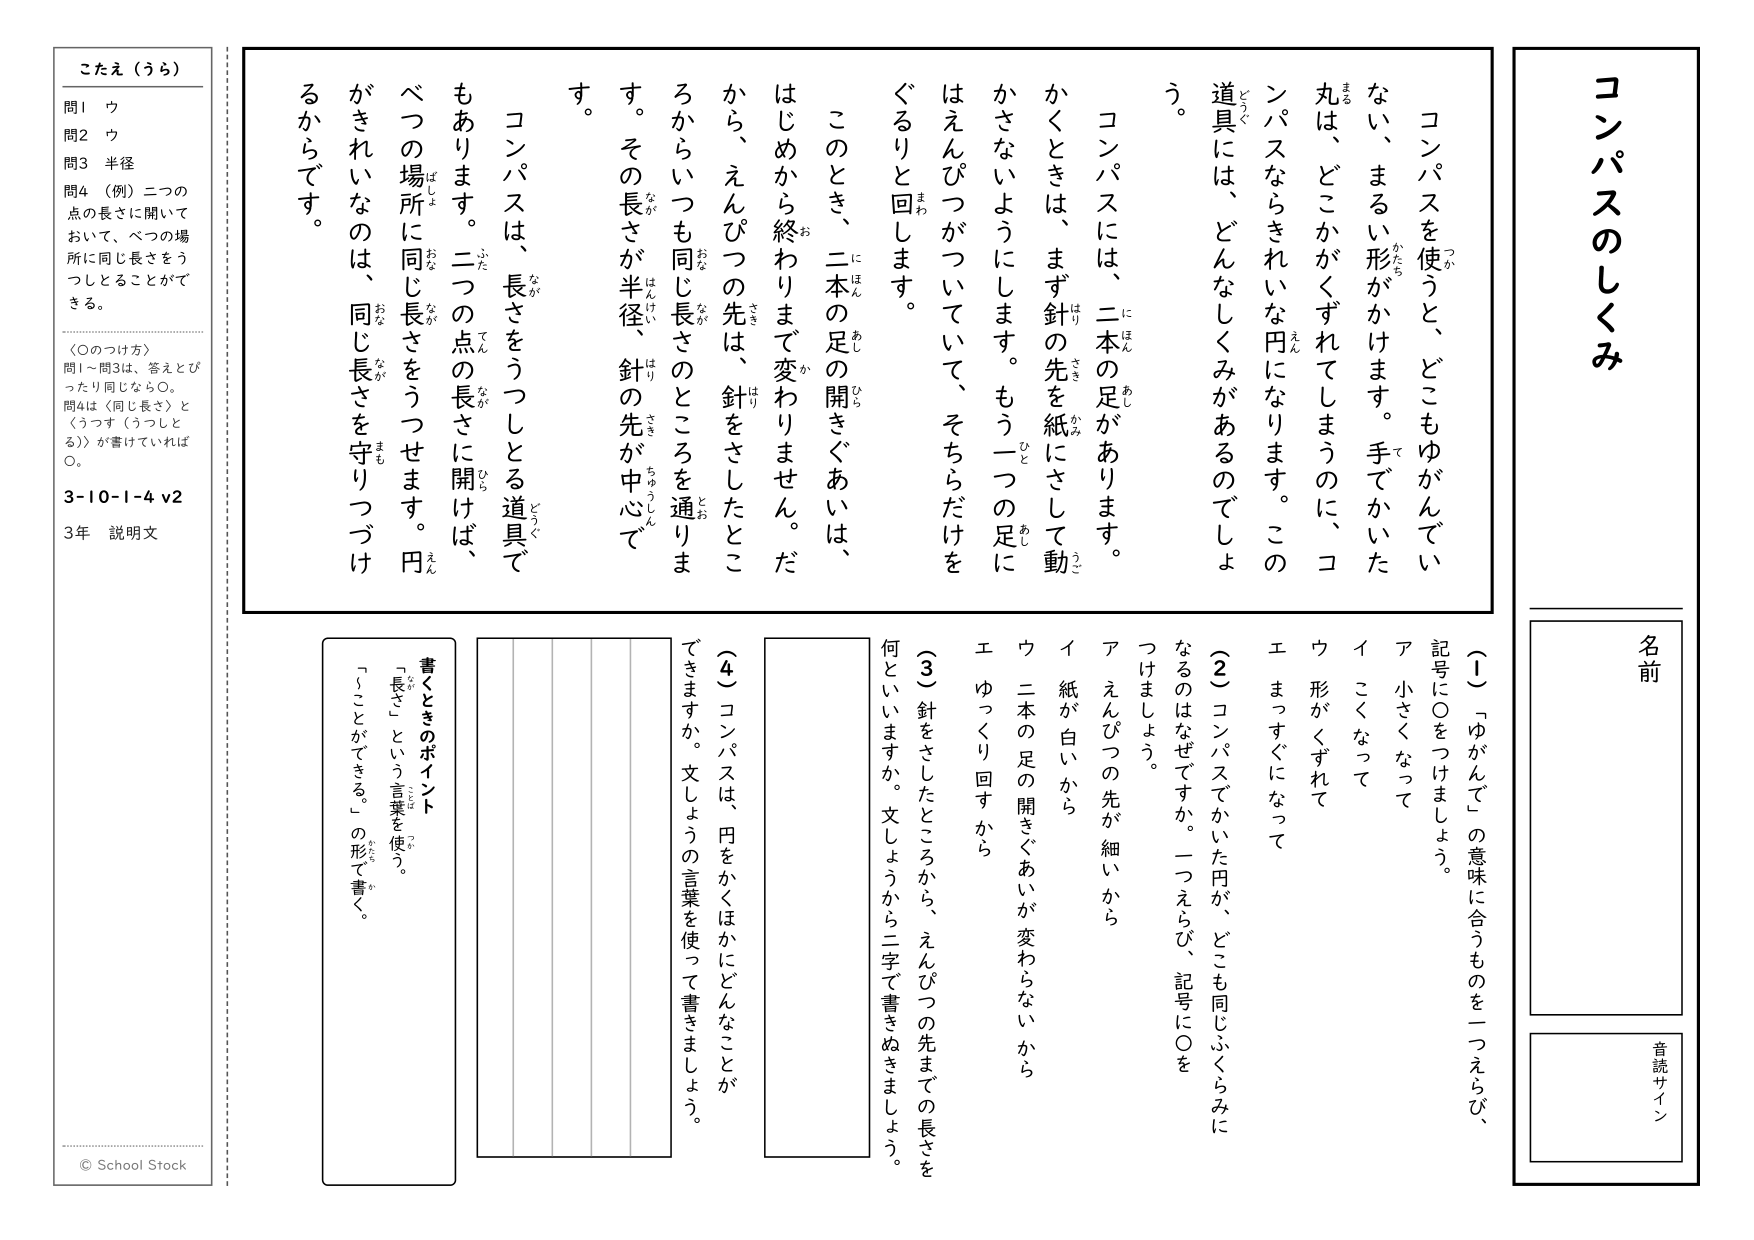 コンパスのしくみ
名前
音読サイン
コンパスを使うと、どこもゆがんでい
ない、まるい形がかけます。手でかいた
丸は、どこかがくずれてしまうのに、コ
ンパスならきれいな円になります。この
道具には、どんなしくみがあるのでしょ
う。
コンパスには、二本の足があります。
かくときは、まず針の先を紙にさして動
かさないようにします。もう一つの足に
はえんぴつがついていて、そちらだけを
ぐるりと回します。
このとき、二本の足の開きぐあいは、
はじめから終わりまで変わりません。だ
から、えんぴつの先は、針をさしたとこ
ろからいつも同じ長さのところを通りま
す。その長さが半径、針の先が中心で
す。
コンパスは、長さをうつしとる道具で
もあります。二つの点の長さに開けば、
べつの場所に同じ長さをうつせます。円
がきれいなのは、同じ長さを守りつづけ
るからです。
(1)「ゆがんで」の意味に合うものを一つえらび、
記号に〇をつけましょう。
ア 小さく なって
イ こく なって
ウ 形が くずれて
エ まっすぐに なって
(2)コンパスでかいた円が、どこも同じふくらみに
なるのはなぜですか。一つえらび、記号に〇を
つけましょう。
ア えんぴつの 先が 細い から
イ 紙が 白い から
ウ 二本の 足の 開きぐあいが 変わらない から
エ ゆっくり 回す から
(3)針をさしたところから、えんぴつの先までの長さを
何といいますか。文しょうから二字で書きぬきましょう。
(4)コンパスは、円をかくほかにどんなことが
できますか。文しょうの言葉を使って書きましょう。
書くときのポイント
「長さ」という言葉を使う。
「～ことができる。」の形で書く。
こたえ（うら）
問1 ウ
問2 ウ
問3 半径
問4 （例）二つの
点の長さに開いて
おいて、べつの場
所に同じ長さをう
つしとることがで
きる。
〈〇のつけ方〉
問1～問3は、答えとぴ
ったり同じなら〇。
問4は〈同じ長さ〉と
〈うつす（うつしと
る）〉が書けていれば
〇。
3-10-1-4 v2
3年 説明文
© School Stock